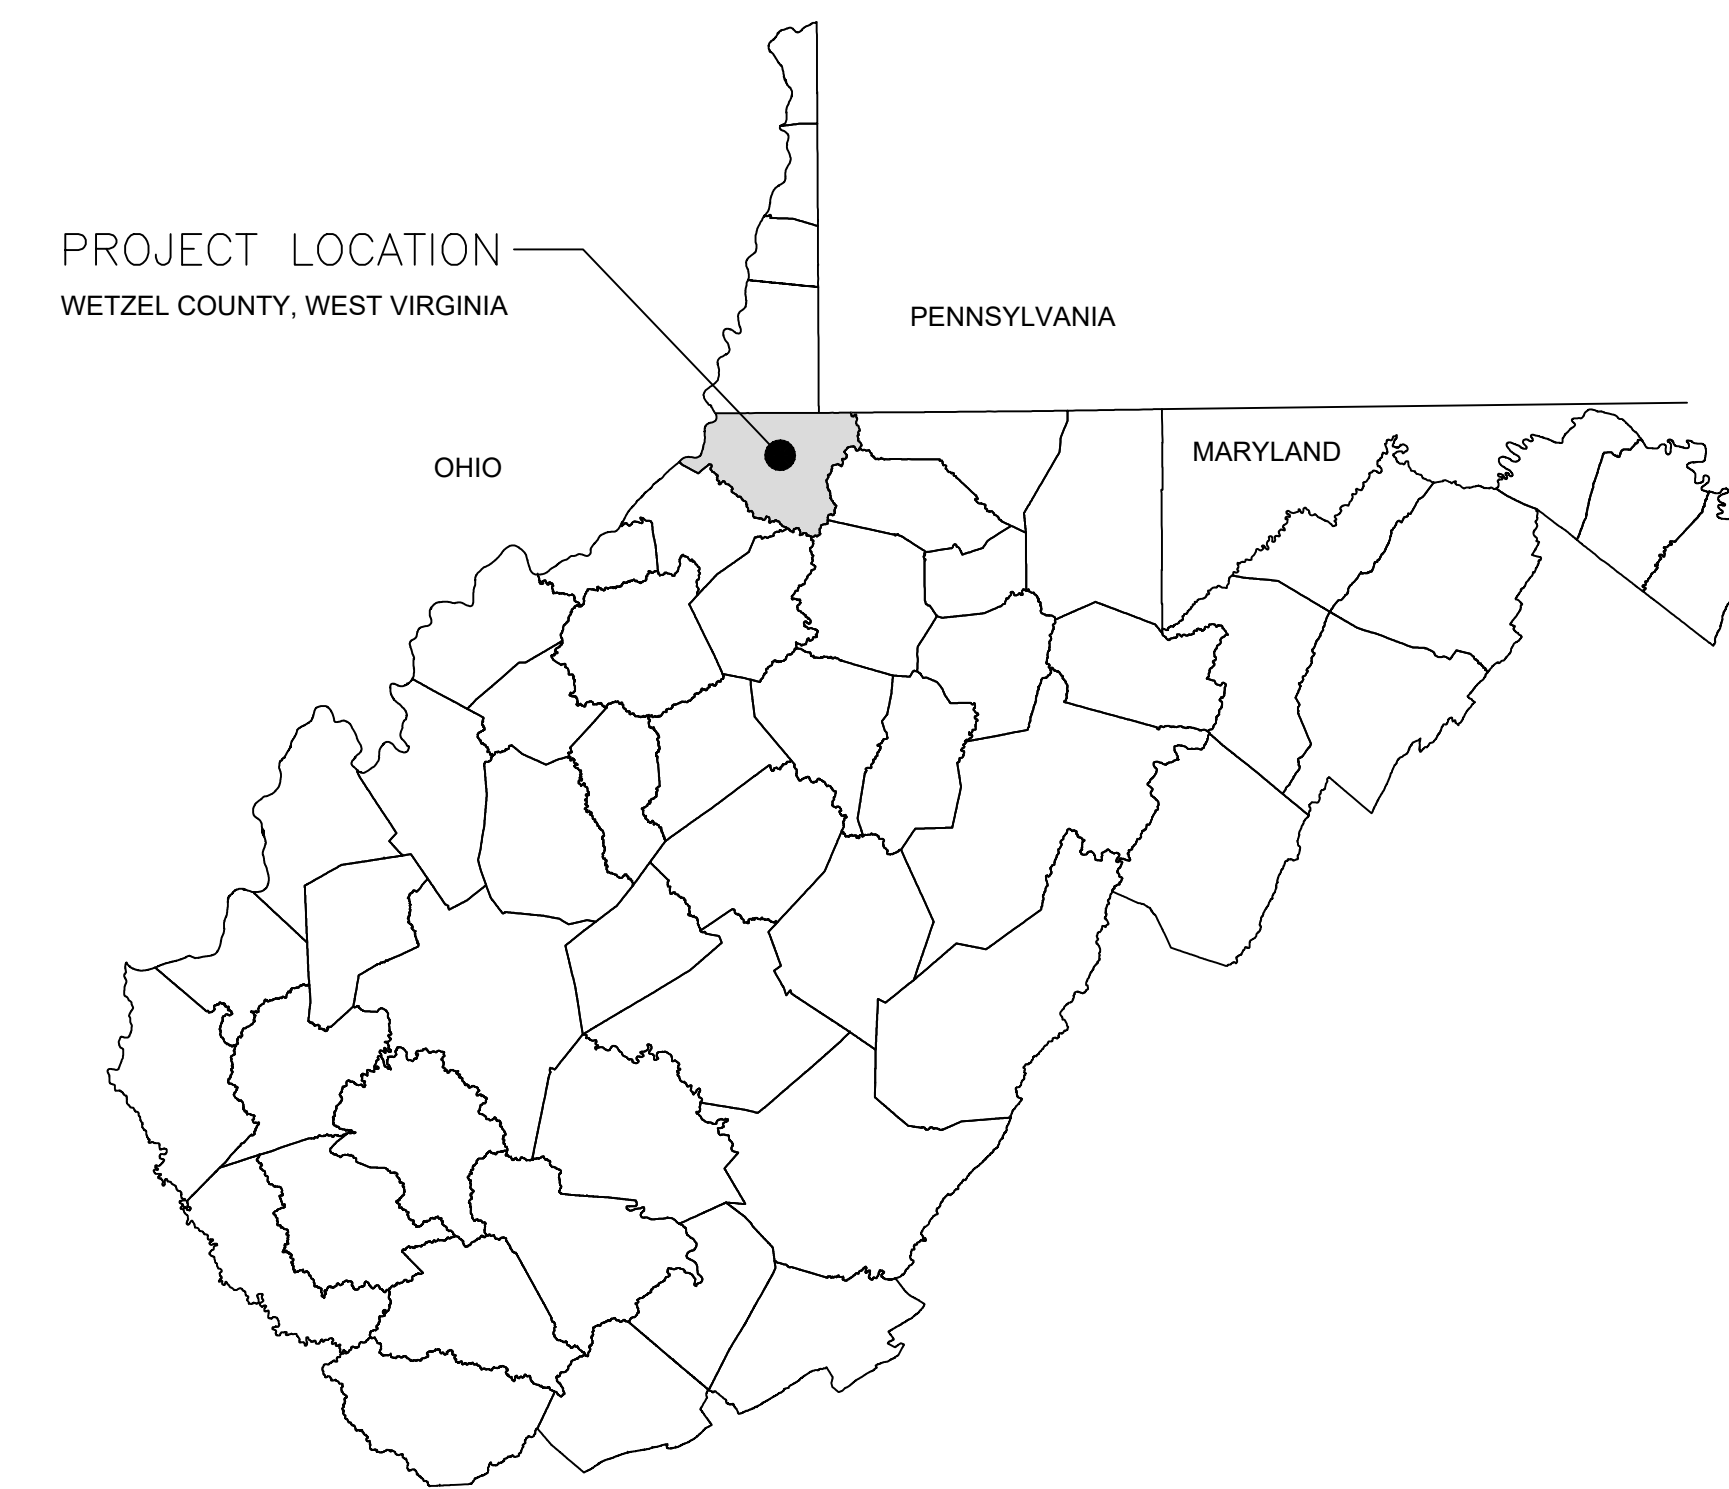 PROJECT LOCATION
WETZEL COUNTY, WEST VIRGINIA
PENNSYLVANIA
OHIO
MARYLAND